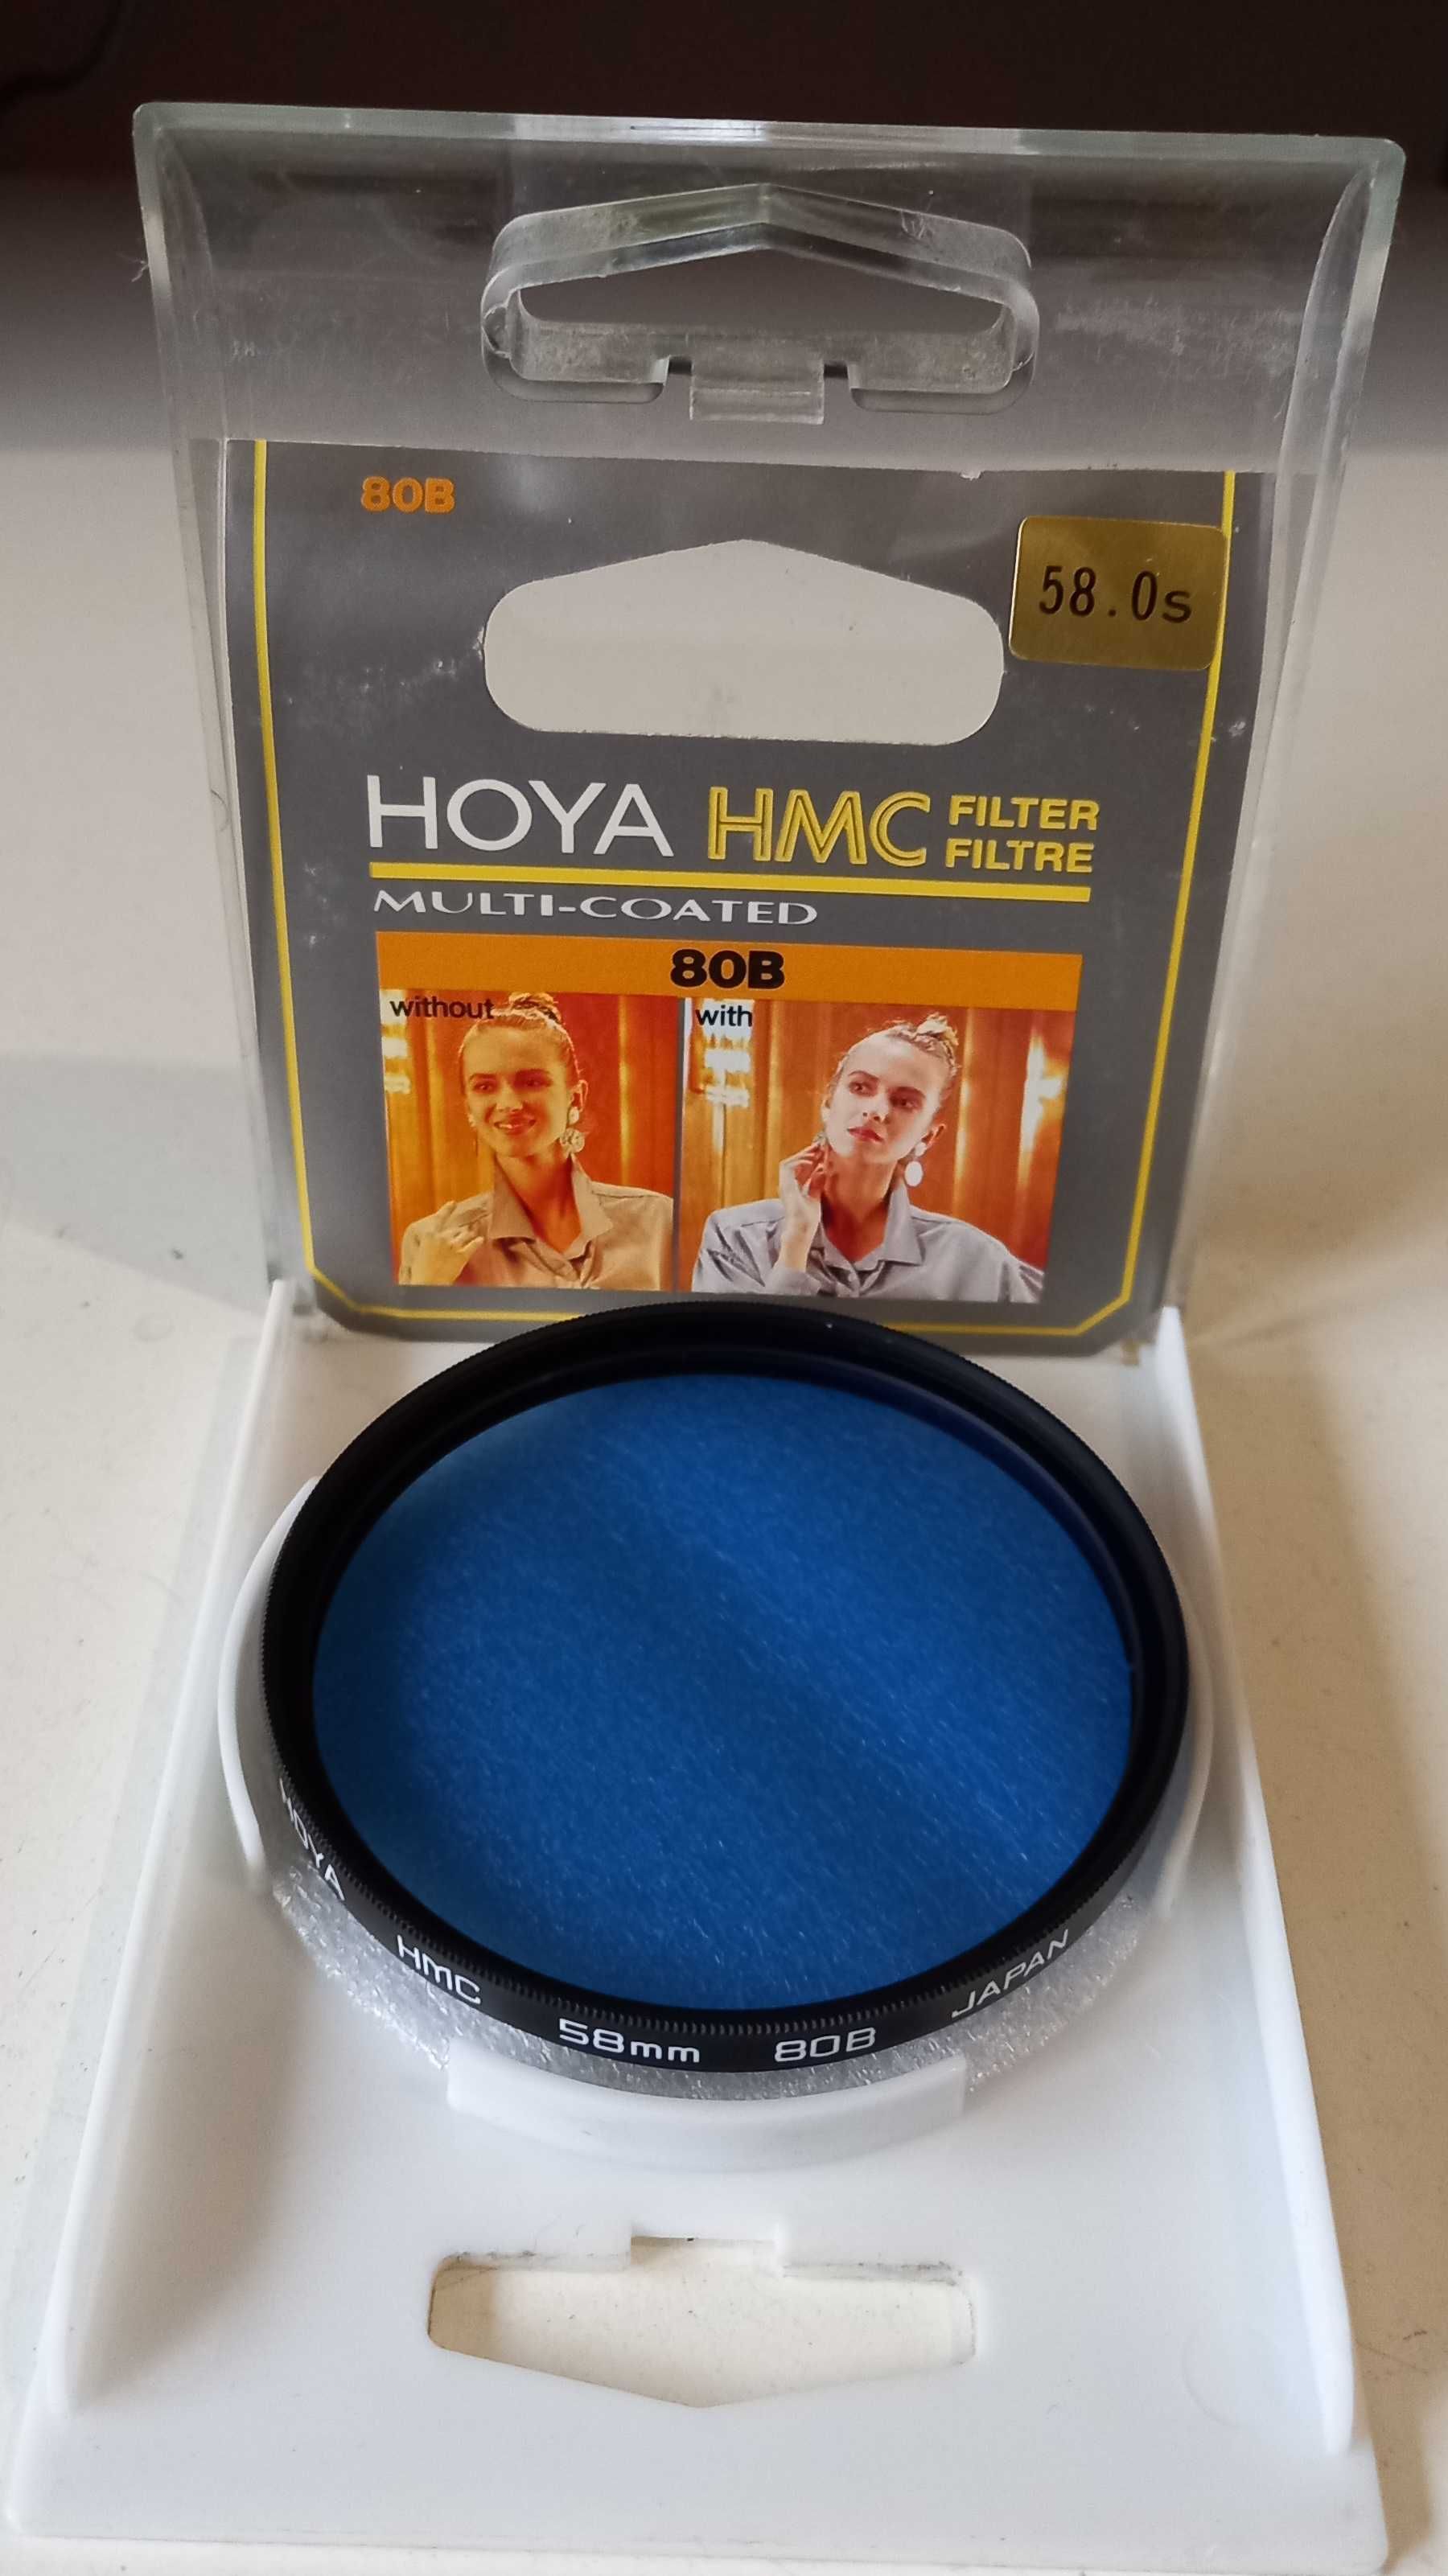 80B
58.0s
HOYA HMC FILTER
FILTRE
MULTI-COATED
80B
without
with
HOYA HMC 58mm 80B JAPAN